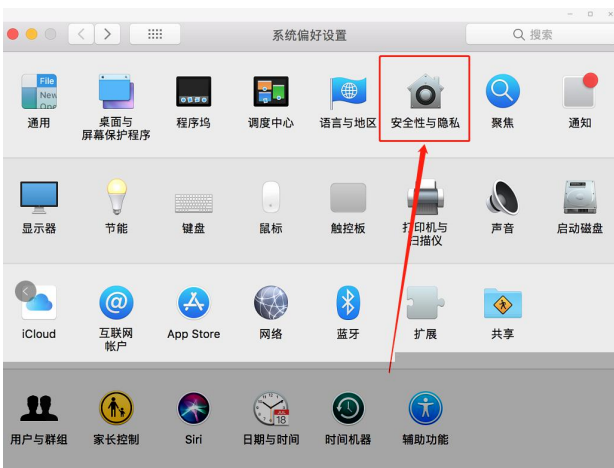 系统偏好设置
搜索
File
New
Ope
通用
桌面与
屏幕保护程序
程序坞
调度中心
语言与地区
安全性与隐私
聚焦
通知
显示器
节能
键盘
鼠标
触控板
打印机与
扫描仪
声音
启动磁盘
iCloud
@
互联网
帐户
App Store
网络
蓝牙
扩展
共享
用户与群组
家长控制
Siri
JUL
18
日期与时间
时间机器
辅助功能